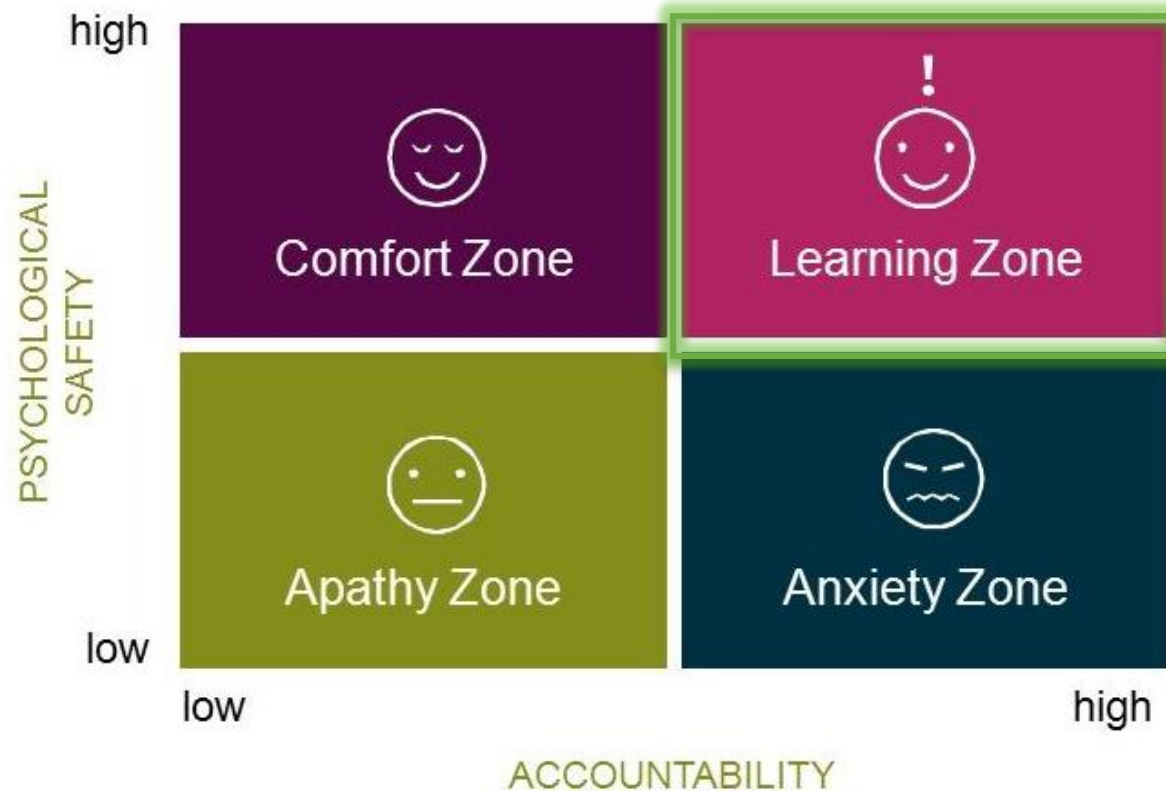 high
!
Comfort Zone
Learning Zone
PSYCHOLOGICAL
SAFETY
Apathy Zone
Anxiety Zone
low
low
high
ACCOUNTABILITY